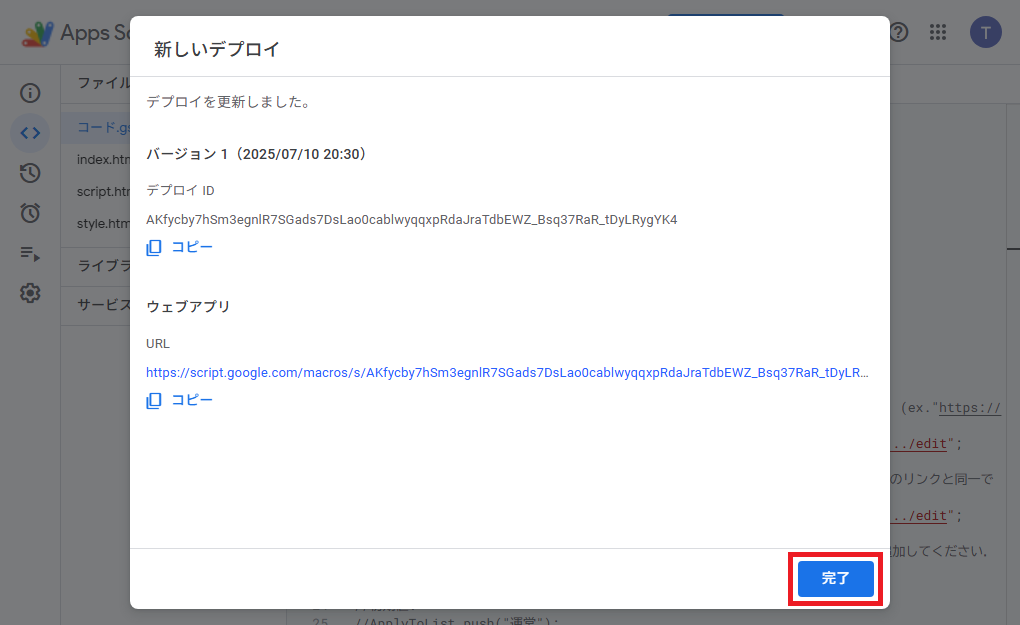 Apps Sc
T
新しいデプロイ
ファイル
デプロイを更新しました。
コード.gs
バージョン 1（2025/07/10 20:30）
index.htm
デプロイ ID
script.htm
AKfycby7hSm3egnlR7SGads7DsLao0cablwyqqxpRdaJraTdbEWZ_Bsq37RaR_tDyLRygYK4
style.htm
コピー
ライブラ
サービス
ウェブアプリ
URL
https://script.google.com/macros/s/AKfycby7hSm3egnlR7SGads7DsLao0cablwyqqxpRdaJraTdbEWZ_Bsq37RaR_tDyLR...
コピー
(ex."https://
../edit";
のリンクと同一で
../edit";
加してください.
完了
25 //ApplyToList.push("運営");